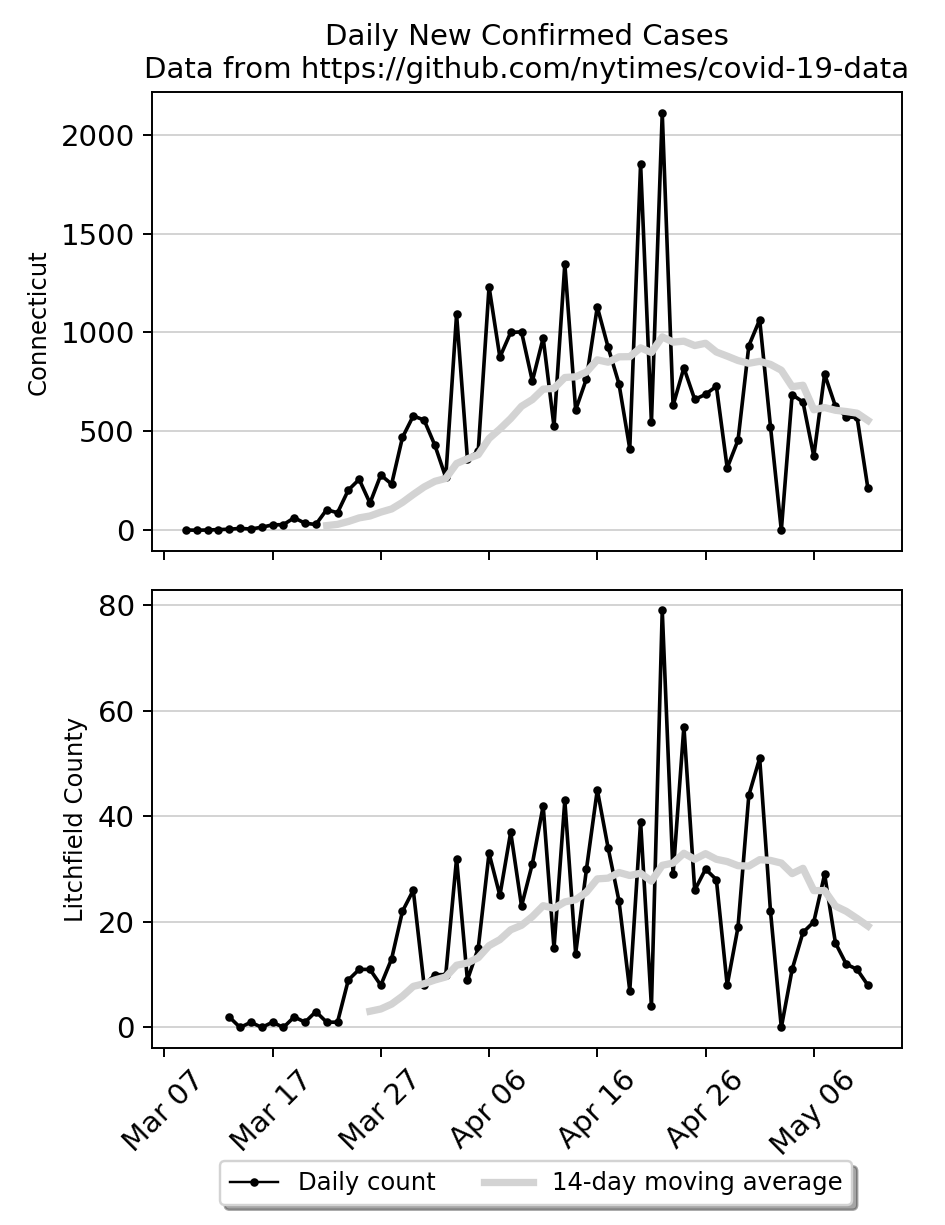 Daily New Confirmed Cases
Data from https://github.com/nytimes/covid-19-data
Connecticut
2000
1500
1000
500
0
Litchfield County
80
60
40
20
0
Mar 07
Mar 17
Mar 27
Apr 06
Apr 16
Apr 26
May 06
Daily count
14-day moving average